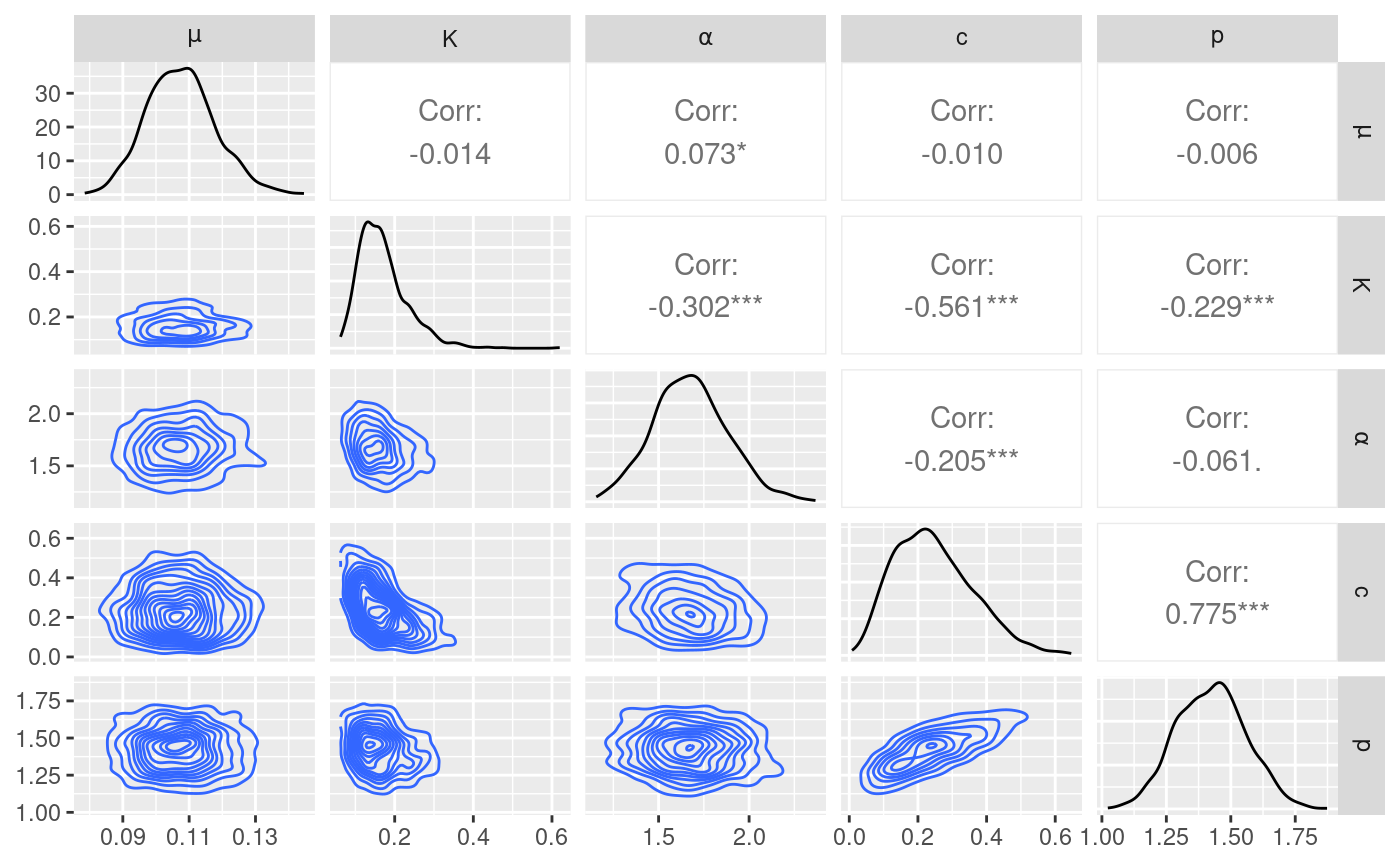 μ K α c p
30
20
10
0
Corr:
-0.014
Corr:
0.073*
Corr:
-0.010
Corr:
-0.006
μ
0.6
0.4
0.2
Corr:
-0.302***
Corr:
-0.561***
Corr:
-0.229***
K
2.0
1.5
Corr:
-0.205***
Corr:
-0.061.
α
0.6
0.4
0.2
0.0
Corr:
0.775***
c
1.75
1.50
1.25
1.00
p
0.09 0.11 0.13 0.2 0.4 0.6 1.5 2.0 0.0 0.2 0.4 0.6 1.00 1.25 1.50 1.75